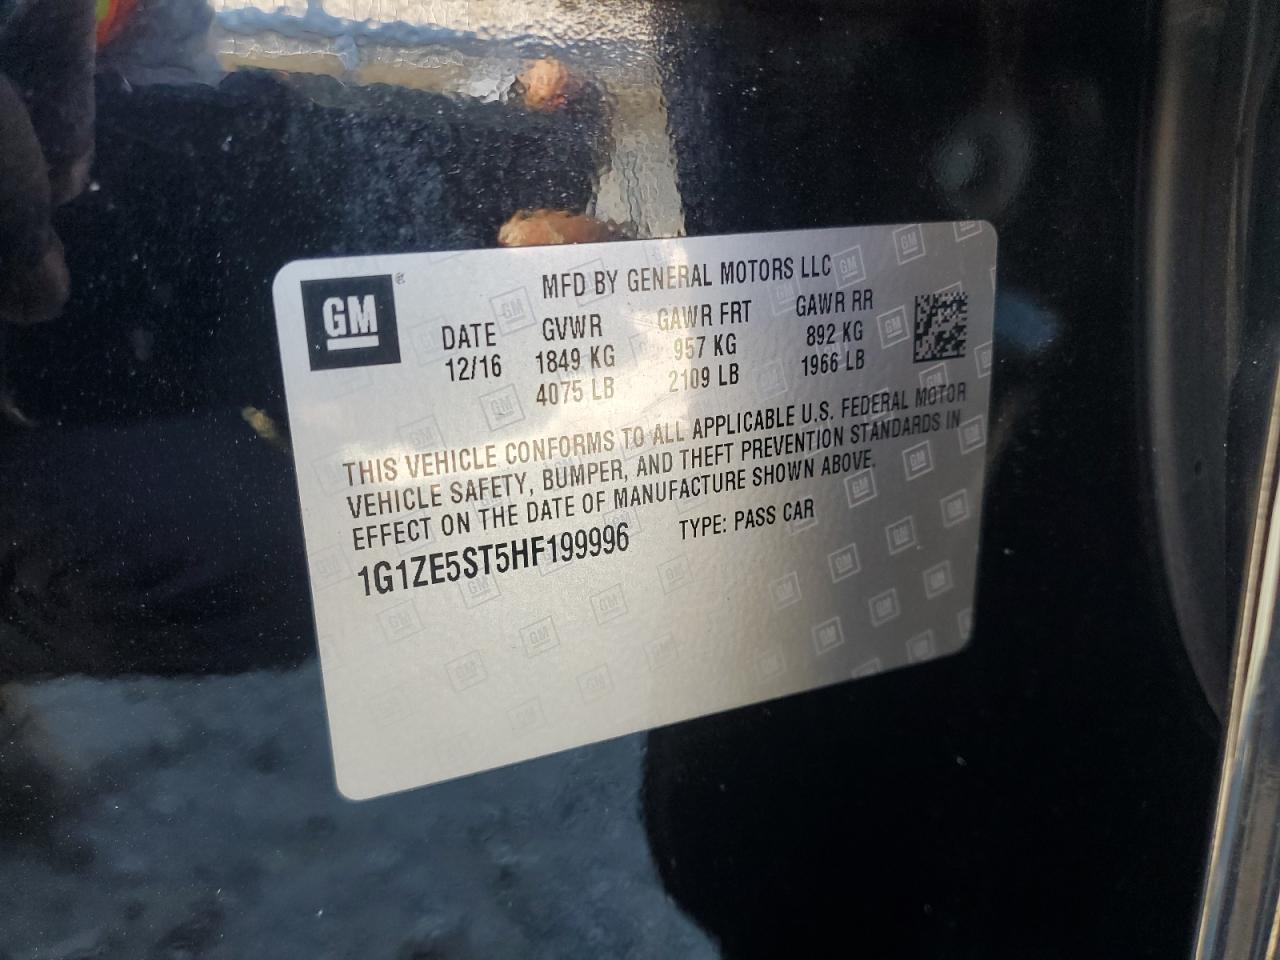 GM
MFD BY GENERAL MOTORS LLC
DATE GVWR GAWR FRT GAWR RR
12/16 1849 KG 957 KG 892 KG
4075 LB 2109 LB 1966 LB
THIS VEHICLE CONFORMS TO ALL APPLICABLE U.S. FEDERAL MOTOR
VEHICLE SAFETY, BUMPER, AND THEFT PREVENTION STANDARDS IN
EFFECT ON THE DATE OF MANUFACTURE SHOWN ABOVE.
1G1ZE5ST5HF199996 TYPE: PASS CAR